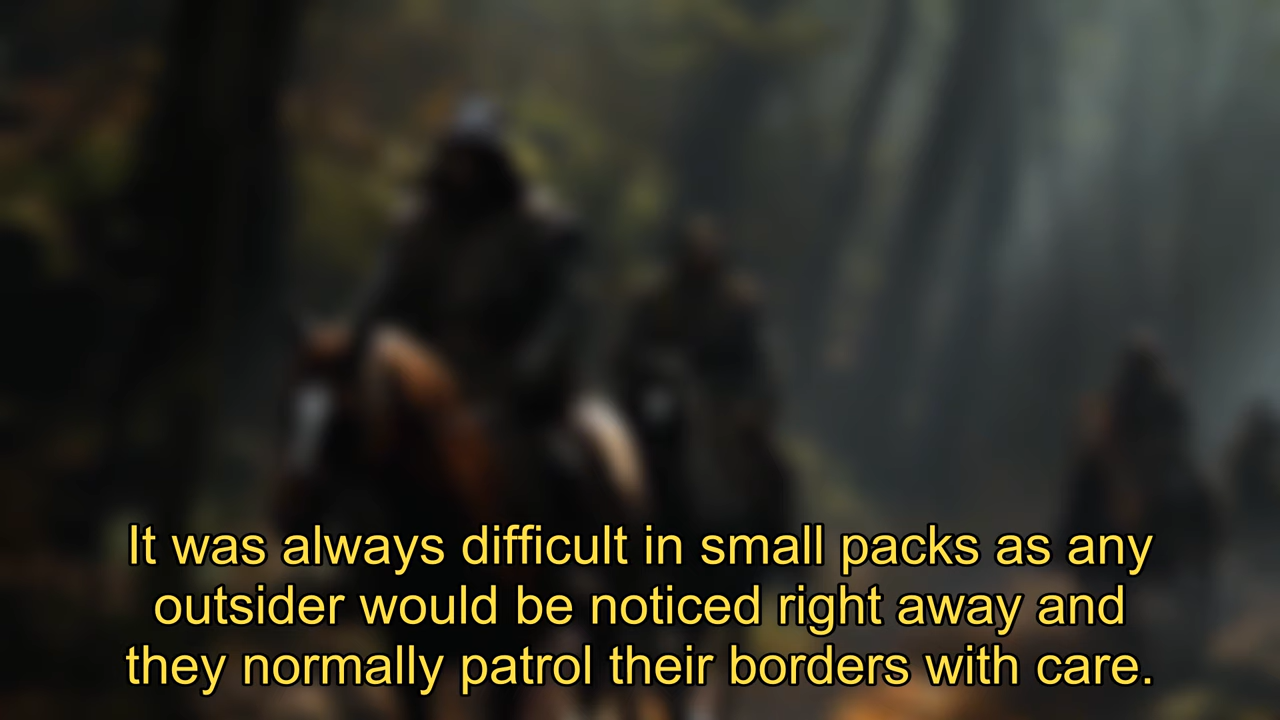 It was always difficult in small packs as any
outsider would be noticed right away and
they normally patrol their borders with care.